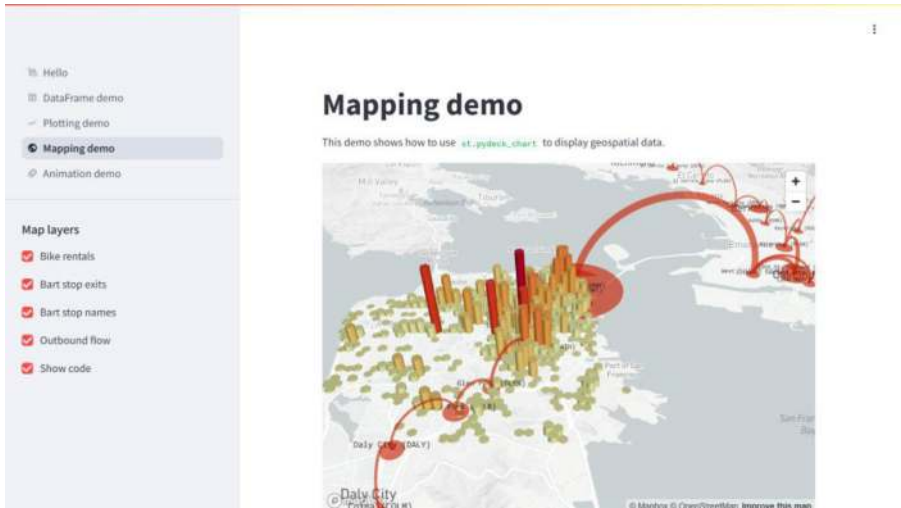 Hello
DataFrame demo
Plotting demo
Mapping demo
Animation demo
Map layers
Bike rentals
Bart stop exits
Bart stop names
Outbound flow
Show code
Mapping demo
This demo shows how to use st.pydeck_chart to display geospatial data.
Mill Valley
Tiburon
+
−
Daly City (DALY)
Daly City
© Mapbox © OpenStreetMap Improve this map